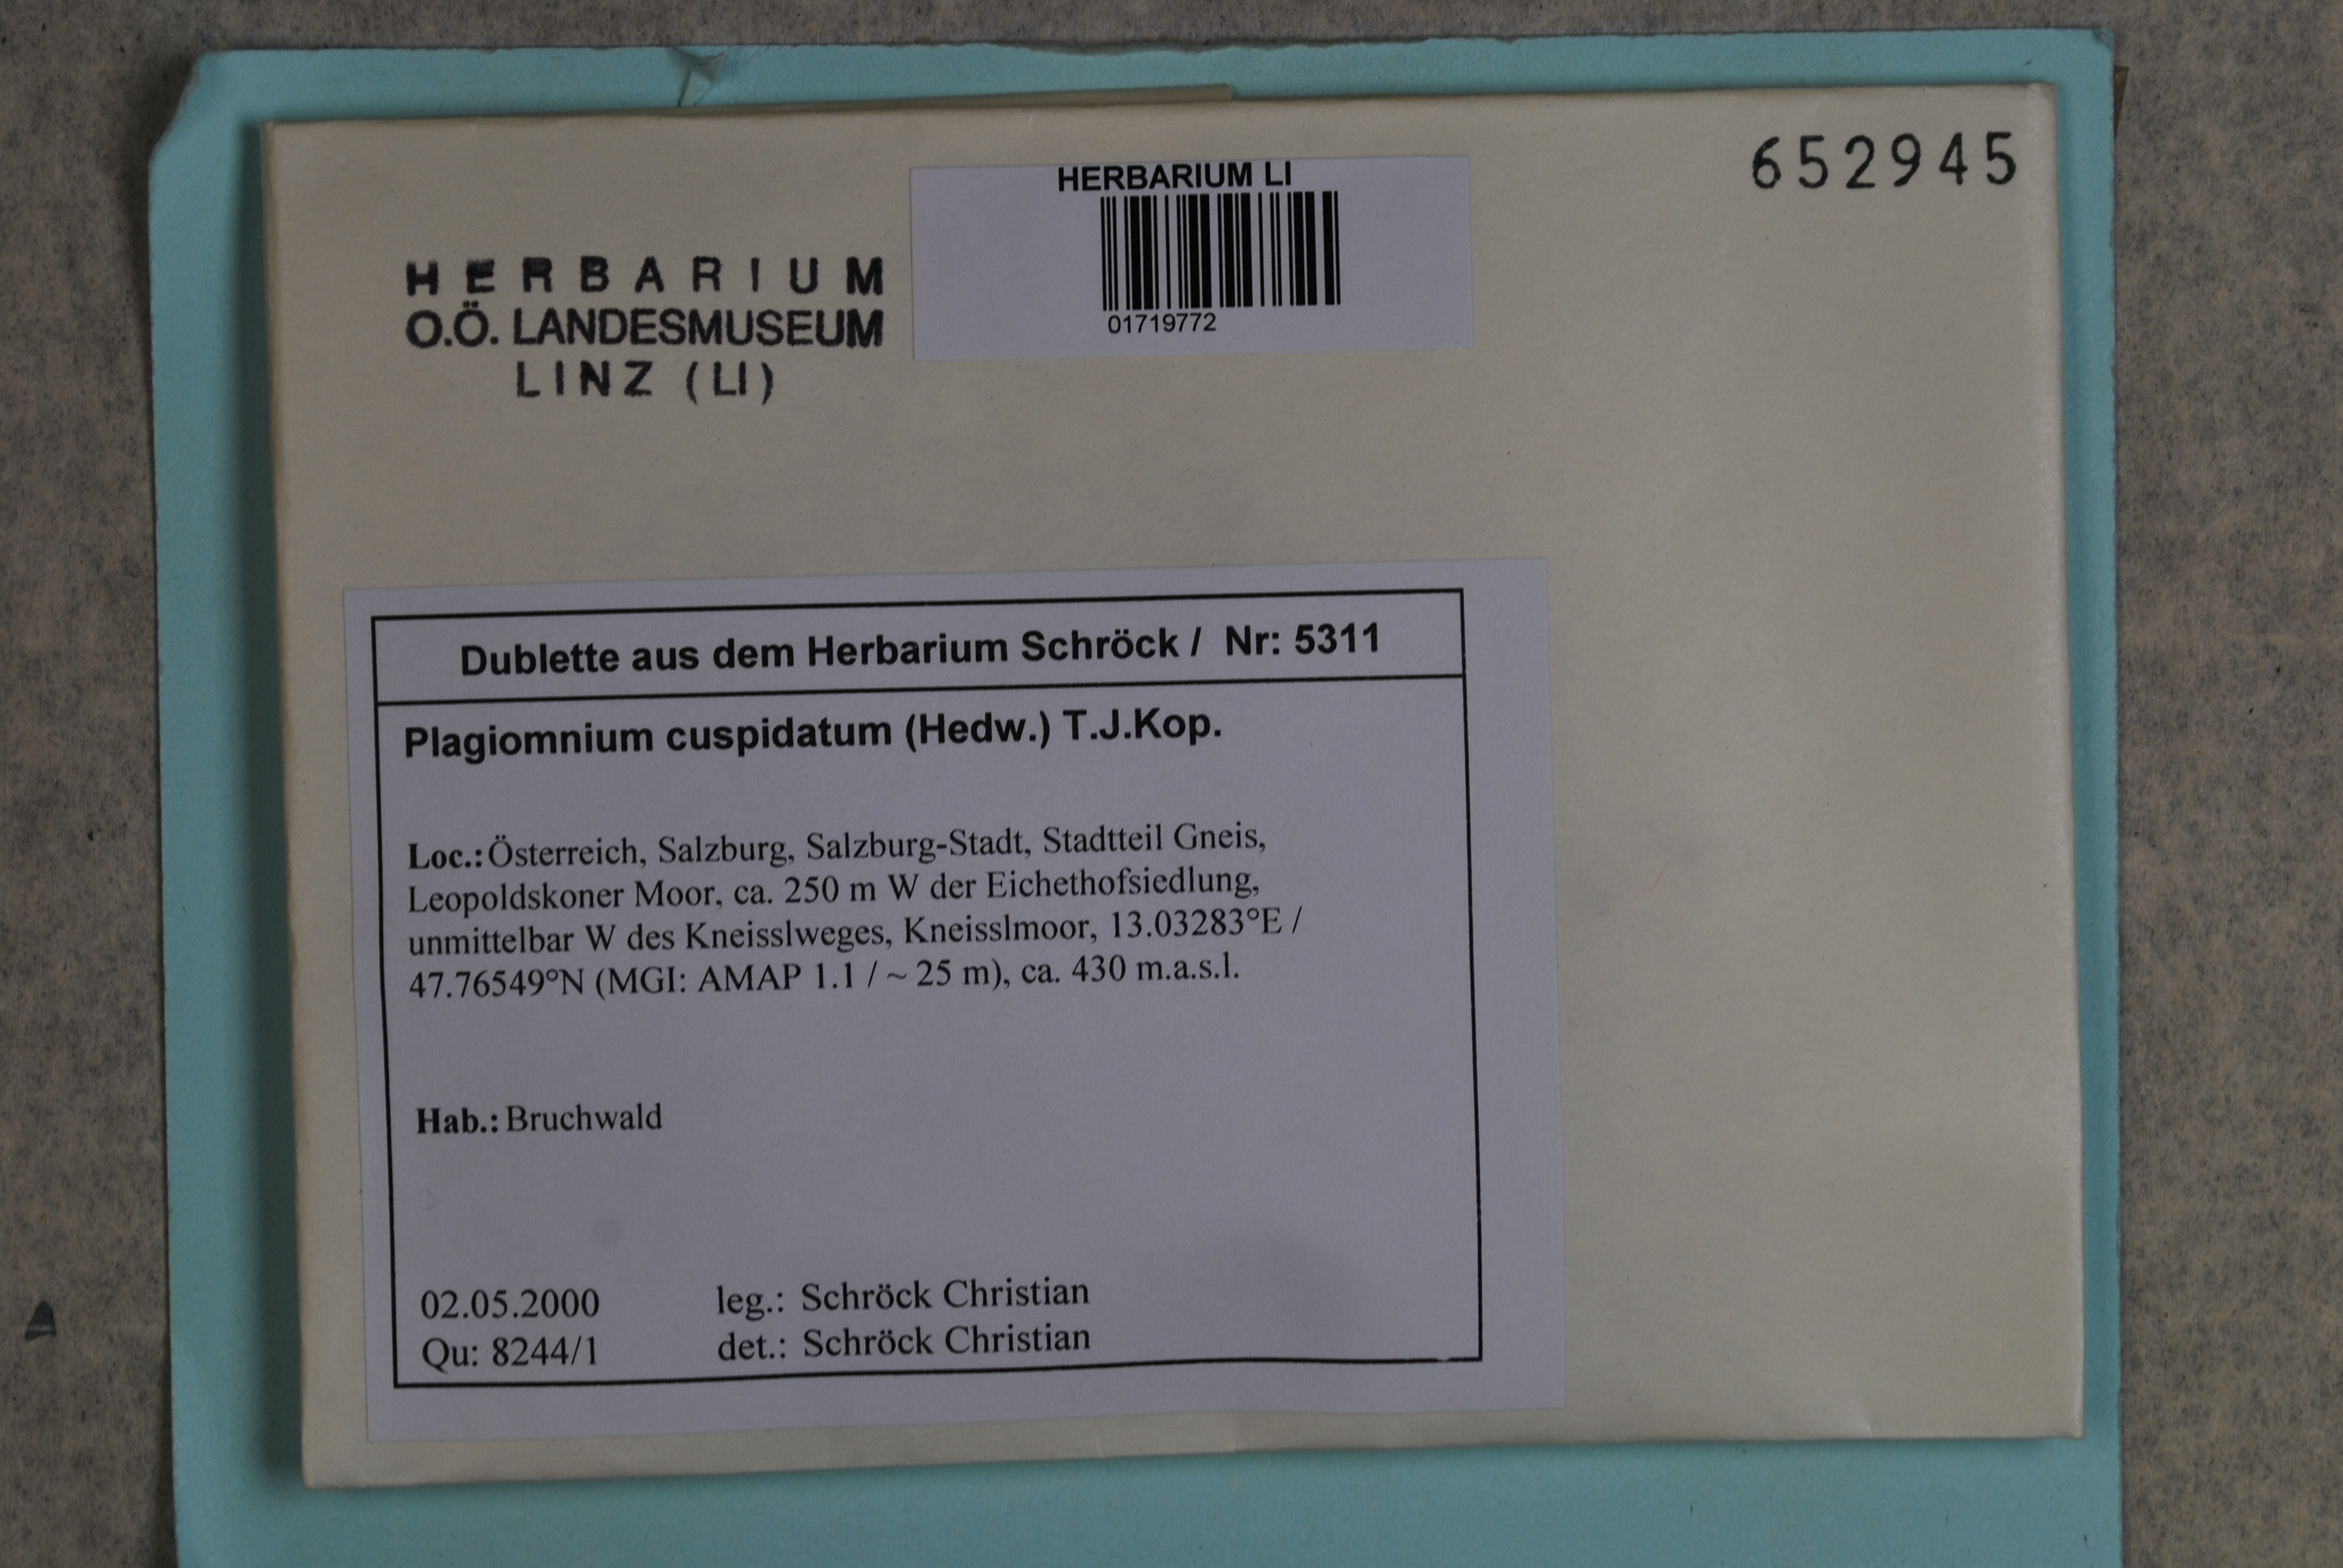 652945
HERBARIUM LI
01719772
HERBARIUM
O.Ö. LANDESMUSEUM
LINZ (LI)
Dublette aus dem Herbarium Schröck / Nr: 5311
Plagiomnium cuspidatum (Hedw.) T.J.Kop.
Loc.: Österreich, Salzburg, Salzburg-Stadt, Stadtteil Gneis,
Leopoldskoner Moor, ca. 250 m W der Eichethofsiedlung,
unmittelbar W des Kneisslweges, Kneisslmoor, 13.03283°E /
47.76549°N (MGI: AMAP 1.1 / ~ 25 m), ca. 430 m.a.s.l.
Hab.: Bruchwald
02.05.2000 leg.: Schröck Christian
Qu: 8244/1 det.: Schröck Christian